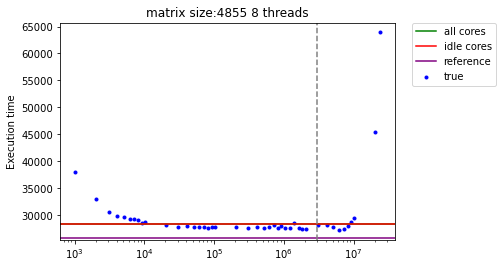 matrix size:4855 8 threads
65000
60000
55000
50000
45000
40000
35000
30000
Execution time
10³
10⁴
10⁵
10⁶
10⁷
all cores
idle cores
reference
true